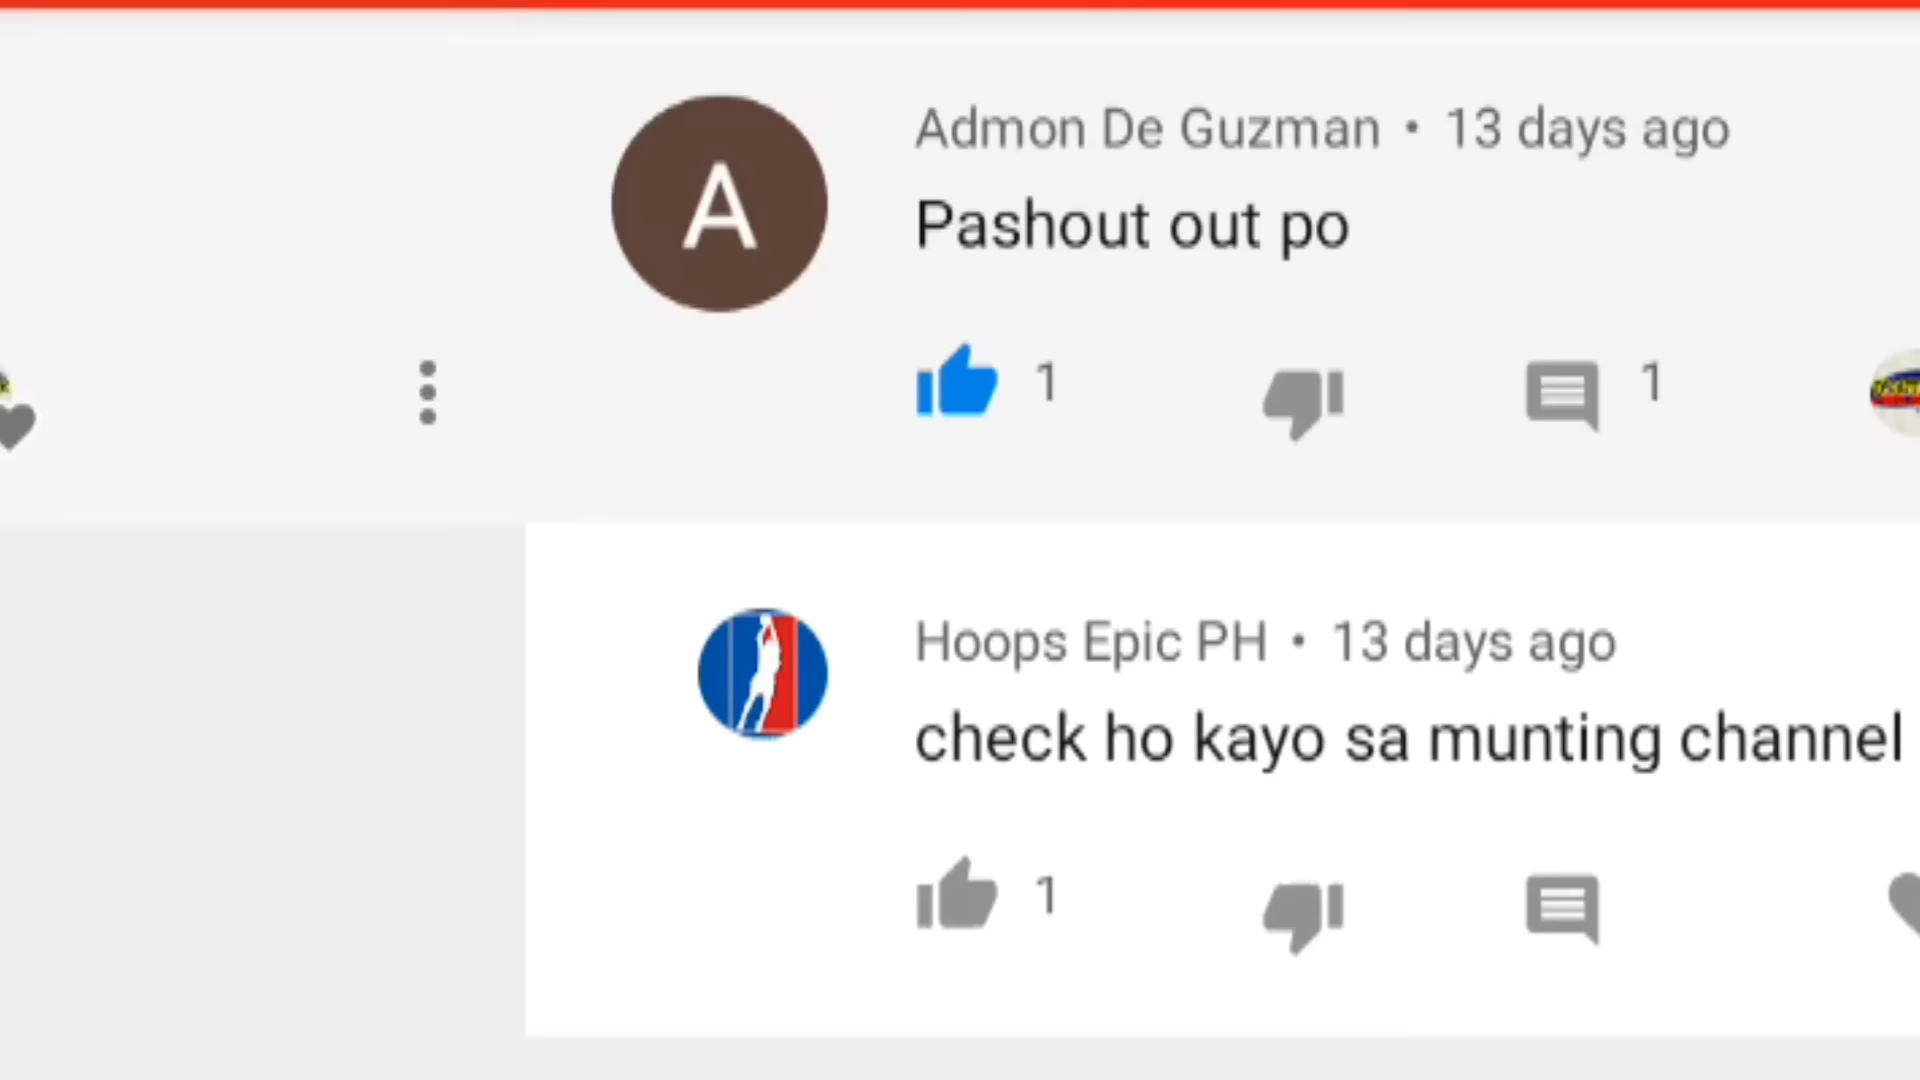 Admon De Guzman • 13 days ago
A
Pashout out po
1
1
Hoops Epic PH • 13 days ago
check ho kayo sa munting channel
1